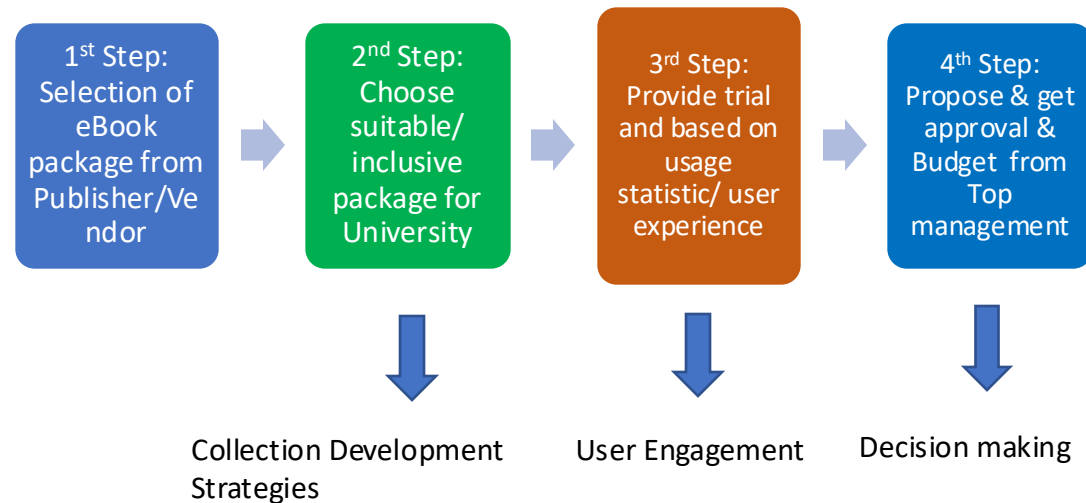 1st Step:
Selection of
eBook
package from
Publisher/Ve
ndor
2nd Step:
Choose
suitable/
inclusive
package for
University
3rd Step:
Provide trial
and based on
usage
statistic/ user
experience
4th Step:
Propose & get
approval &
Budget from
Top
management
Collection Development
Strategies
User Engagement
Decision making